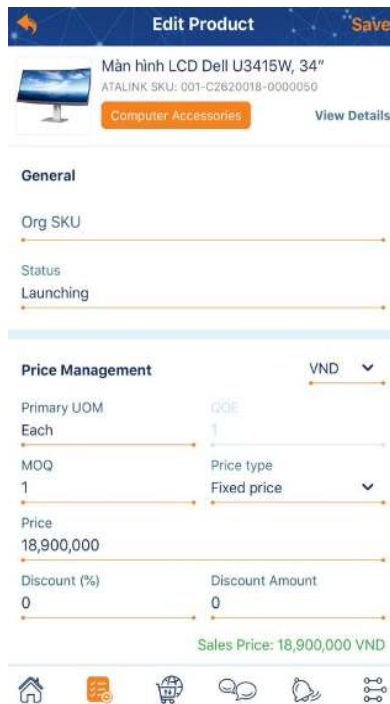 Edit Product
Save
Màn hình LCD Dell U3415W, 34"
ATALINK SKU: 001-C2620018-0000050
Computer Accessories
View Details
General
Org SKU
Status
Launching
Price Management
VND
Primary UOM
QOE
Each
1
MOQ
Price type
1
Fixed price
Price
18,900,000
Discount (%)
Discount Amount
0
0
Sales Price: 18,900,000 VND